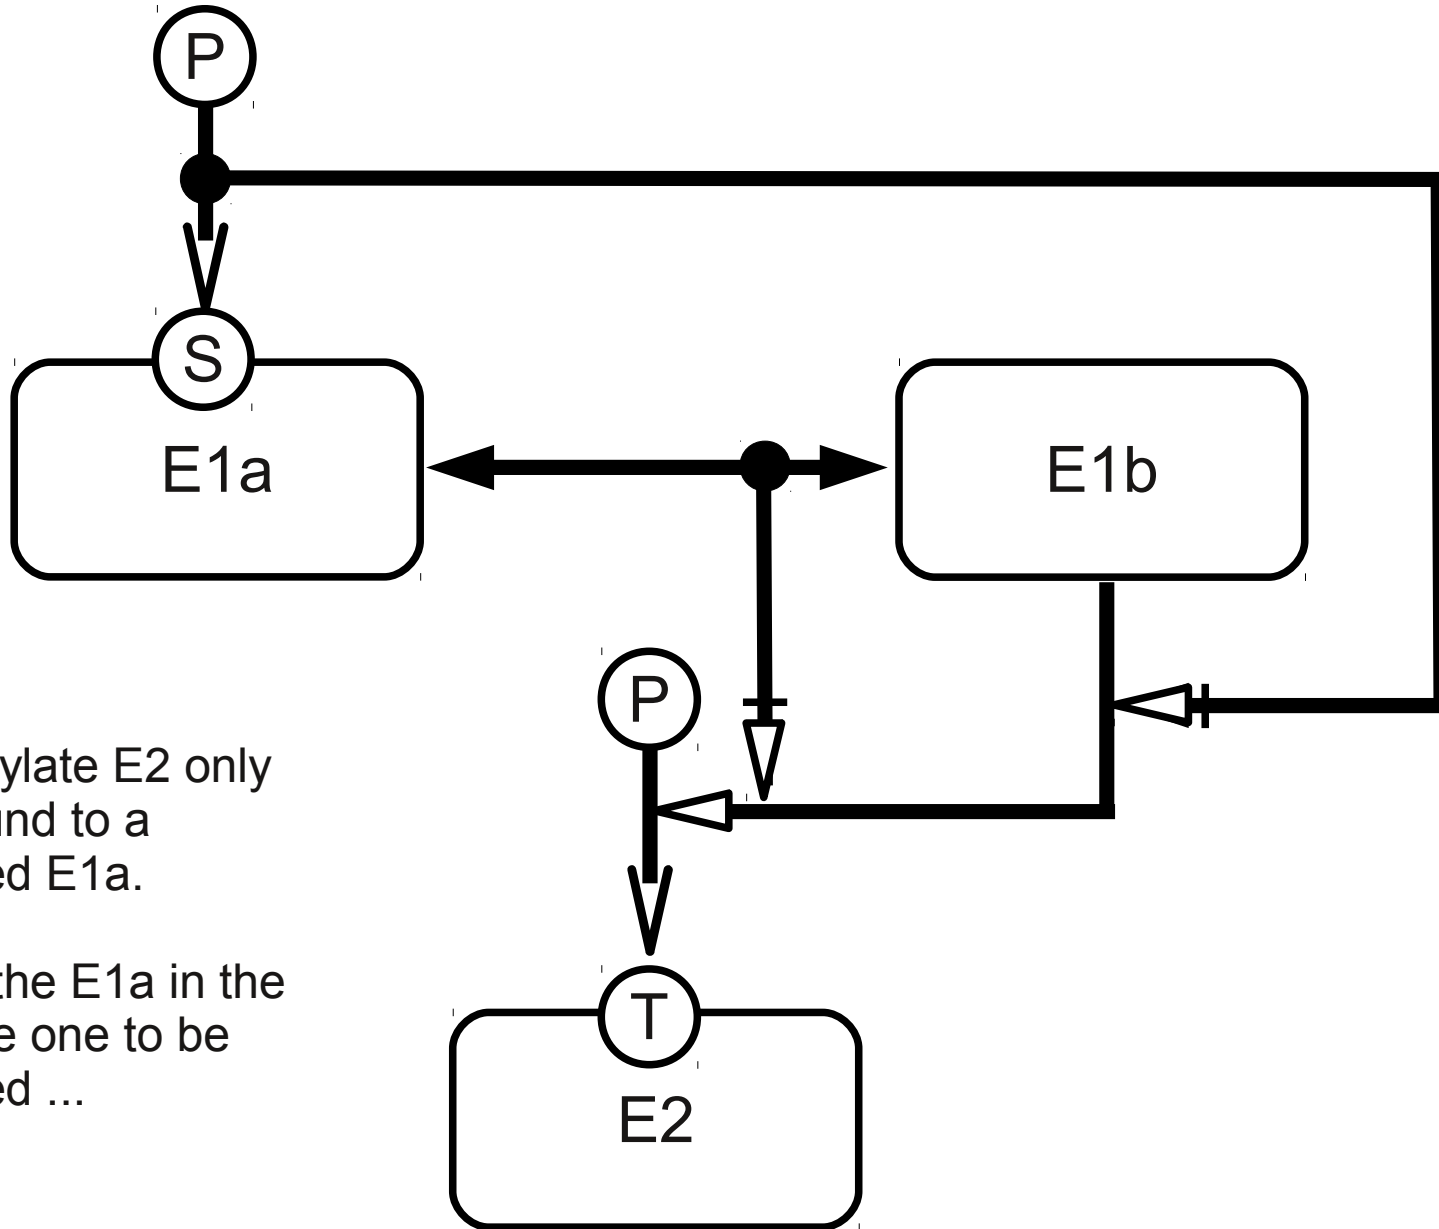 P
S
E1a
E1b
P
ylate E2 only
und to a
ed E1a.
the E1a in the
e one to be
ed ...
T
E2